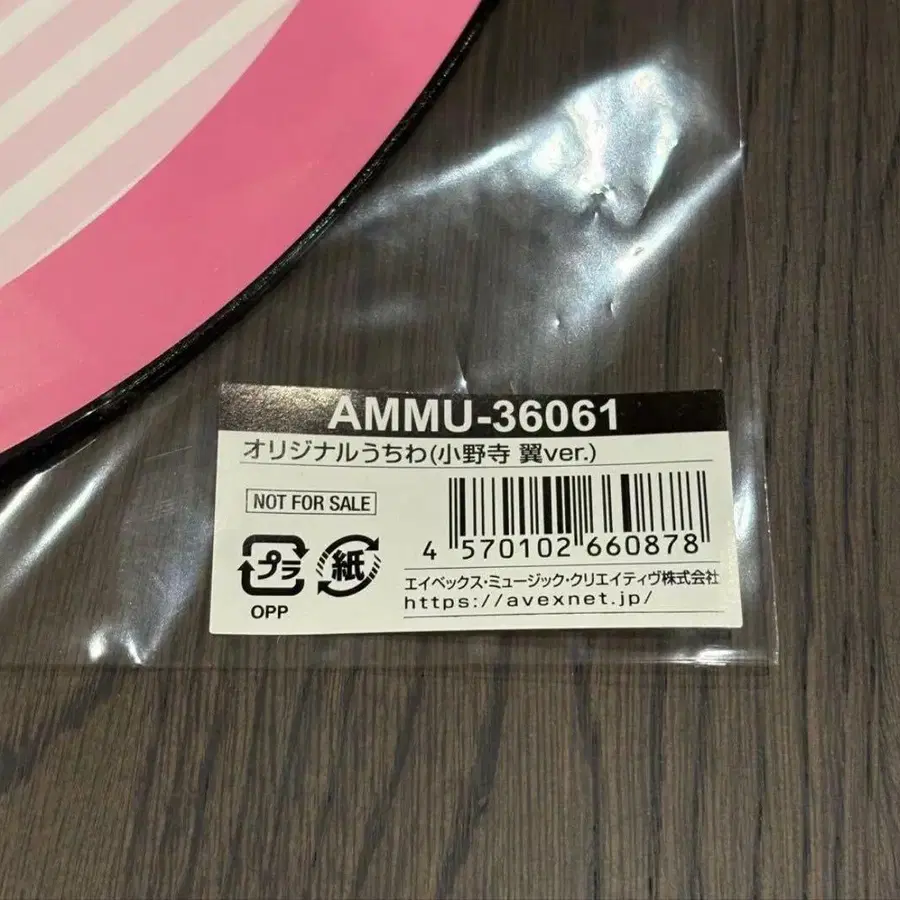 AMMU-36061
オリジナルうちわ(小野寺 翼ver.)
NOT FOR SALE
4 570102 660878
プラ 紙
OPP
エイベックス・ミュージック・クリエイティヴ株式会社
https://avexnet.jp/